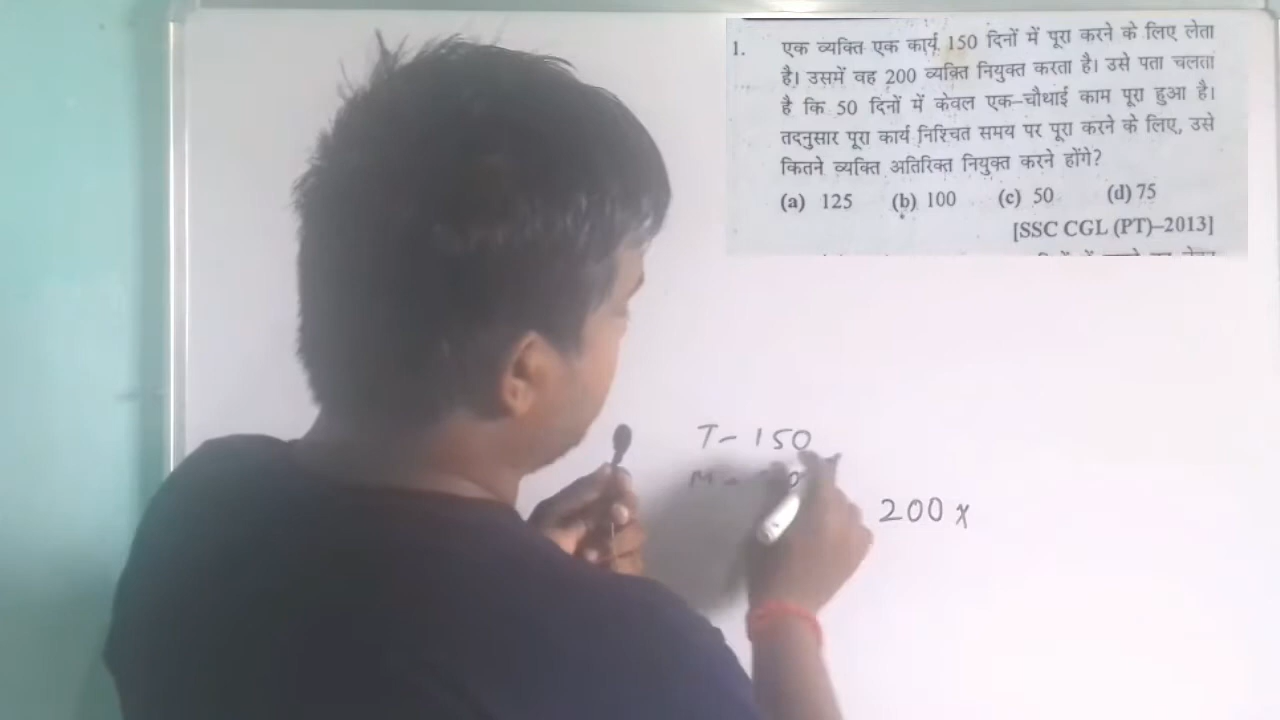 1. एक व्यक्ति एक कार्य 150 दिनों में पूरा करने के लिए लेता
है। उसमें वह 200 व्यक्ति नियुक्त करता है। उसे पता चलता
है कि 50 दिनों में केवल एक–चौथाई काम पूरा हुआ है।
तद्नुसार पूरा कार्य निश्चित समय पर पूरा करने के लिए, उसे
कितने व्यक्ति अतिरिक्त नियुक्त करने होंगे?
(a) 125 (b) 100 (c) 50 (d) 75
[SSC CGL (PT)–2013]
T - 150
M -
200 x